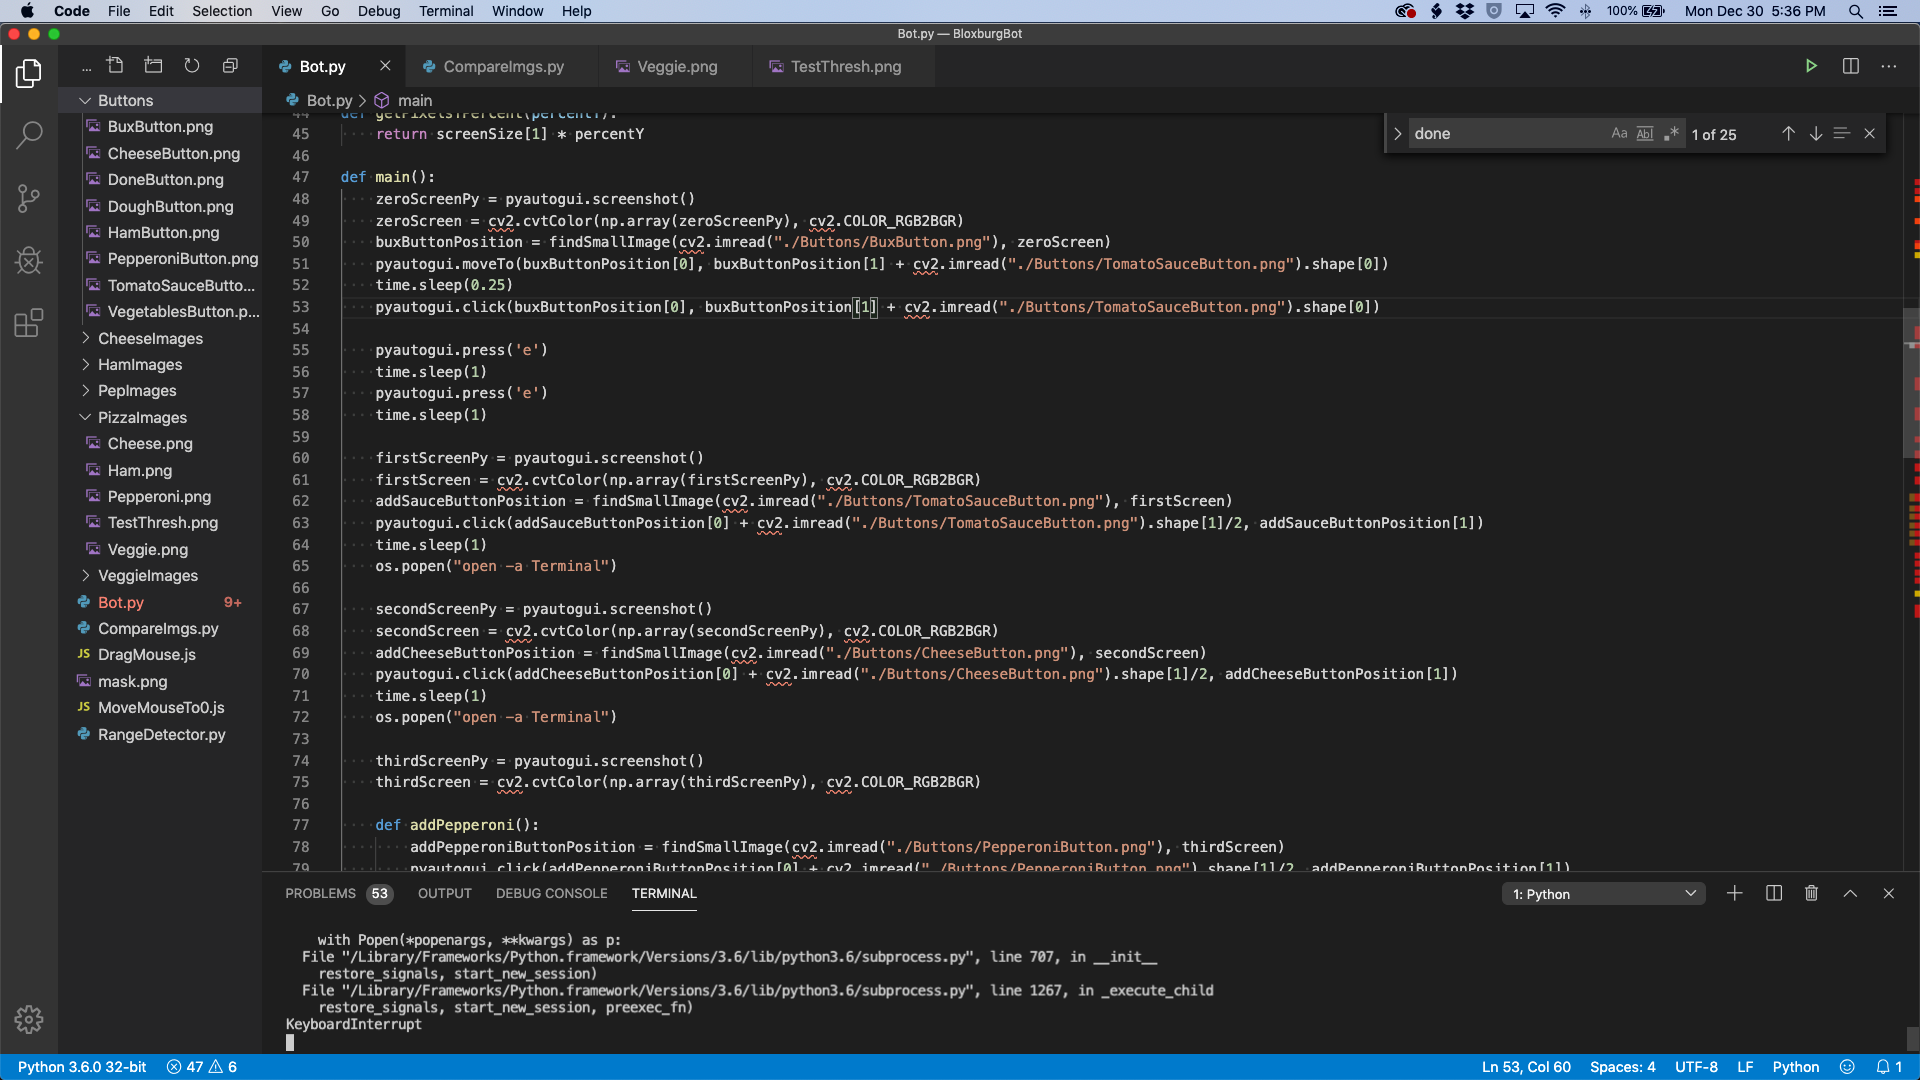 Code File Edit Selection View Go Debug Terminal Window Help 100% Mon Dec 30 5:36 PM
Bot.py — BloxburgBot
... Bot.py CompareImgs.py Veggie.png TestThresh.png
Bot.py > main
Buttons
BuxButton.png
CheeseButton.png
DoneButton.png
DoughButton.png
HamButton.png
PepperoniButton.png
TomatoSauceButto...
VegetablesButton.p...
CheeseImages
HamImages
PepImages
PizzaImages
Cheese.png
Ham.png
Pepperoni.png
TestThresh.png
Veggie.png
VeggieImages
Bot.py 9+
CompareImgs.py
JS DragMouse.js
mask.png
JS MoveMouseTo0.js
RangeDetector.py
done Aa Abl .* 1 of 25
44 def getPixelsYPercent(percentY):
45 return screenSize[1] * percentY
46
47 def main():
48 zeroScreenPy = pyautogui.screenshot()
49 zeroScreen = cv2.cvtColor(np.array(zeroScreenPy), cv2.COLOR_RGB2BGR)
50 buxButtonPosition = findSmallImage(cv2.imread("./Buttons/BuxButton.png"), zeroScreen)
51 pyautogui.moveTo(buxButtonPosition[0], buxButtonPosition[1] + cv2.imread("./Buttons/TomatoSauceButton.png").shape[0])
52 time.sleep(0.25)
53 pyautogui.click(buxButtonPosition[0], buxButtonPosition[1] + cv2.imread("./Buttons/TomatoSauceButton.png").shape[0])
54
55 pyautogui.press('e')
56 time.sleep(1)
57 pyautogui.press('e')
58 time.sleep(1)
59
60 firstScreenPy = pyautogui.screenshot()
61 firstScreen = cv2.cvtColor(np.array(firstScreenPy), cv2.COLOR_RGB2BGR)
62 addSauceButtonPosition = findSmallImage(cv2.imread("./Buttons/TomatoSauceButton.png"), firstScreen)
63 pyautogui.click(addSauceButtonPosition[0] + cv2.imread("./Buttons/TomatoSauceButton.png").shape[1]/2, addSauceButtonPosition[1])
64 time.sleep(1)
65 os.popen("open -a Terminal")
66
67 secondScreenPy = pyautogui.screenshot()
68 secondScreen = cv2.cvtColor(np.array(secondScreenPy), cv2.COLOR_RGB2BGR)
69 addCheeseButtonPosition = findSmallImage(cv2.imread("./Buttons/CheeseButton.png"), secondScreen)
70 pyautogui.click(addCheeseButtonPosition[0] + cv2.imread("./Buttons/CheeseButton.png").shape[1]/2, addCheeseButtonPosition[1])
71 time.sleep(1)
72 os.popen("open -a Terminal")
73
74 thirdScreenPy = pyautogui.screenshot()
75 thirdScreen = cv2.cvtColor(np.array(thirdScreenPy), cv2.COLOR_RGB2BGR)
76
77 def addPepperoni():
78 addPepperoniButtonPosition = findSmallImage(cv2.imread("./Buttons/PepperoniButton.png"), thirdScreen)
79 pyautogui.click(addPepperoniButtonPosition[0] + cv2.imread("./Buttons/PepperoniButton.png").shape[1]/2, addPepperoniButtonPosition[1])
PROBLEMS 53 OUTPUT DEBUG CONSOLE TERMINAL 1: Python
with Popen(*popenargs, **kwargs) as p:
File "/Library/Frameworks/Python.framework/Versions/3.6/lib/python3.6/subprocess.py", line 707, in __init__
restore_signals, start_new_session)
File "/Library/Frameworks/Python.framework/Versions/3.6/lib/python3.6/subprocess.py", line 1267, in _execute_child
restore_signals, start_new_session, preexec_fn)
KeyboardInterrupt
Python 3.6.0 32-bit 47 6 Ln 53, Col 60 Spaces: 4 UTF-8 LF Python 1